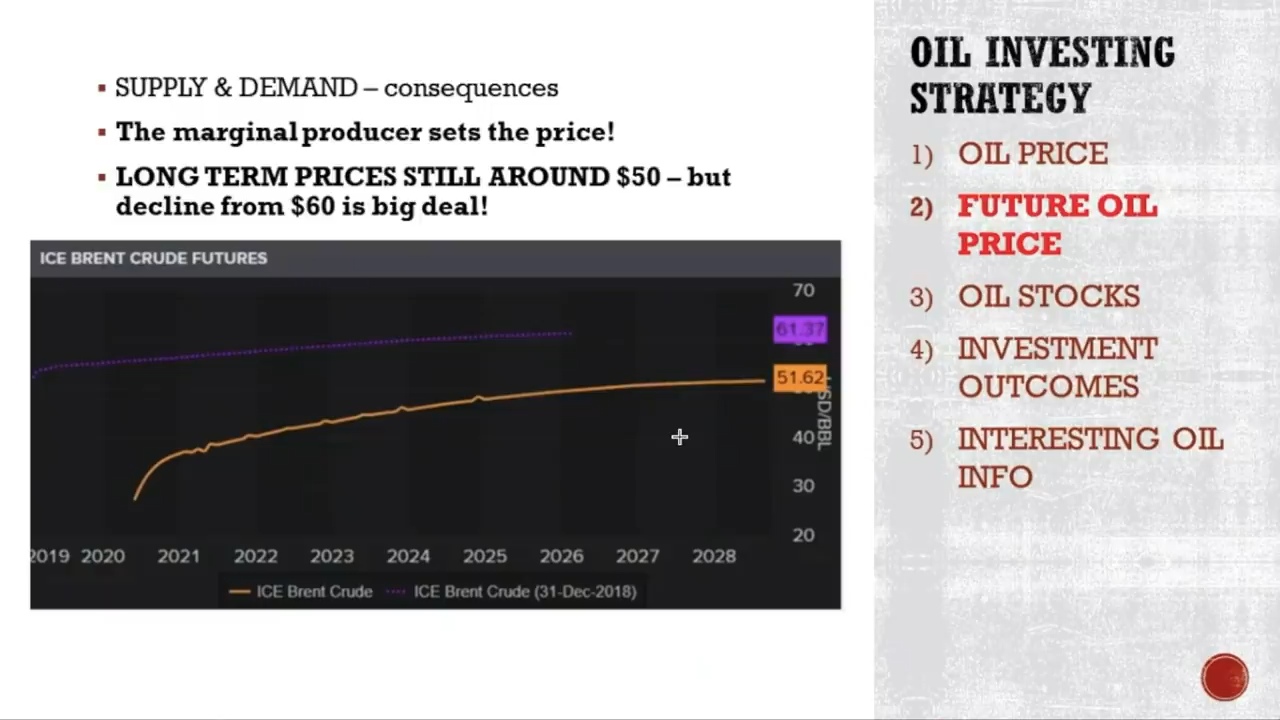 SUPPLY & DEMAND – consequences
The marginal producer sets the price!
LONG TERM PRICES STILL AROUND $50 – but
decline from $60 is big deal!
ICE BRENT CRUDE FUTURES
70
61.37
51.62
40
30
20
USD/BBL
2019 2020 2021 2022 2023 2024 2025 2026 2027 2028
ICE Brent Crude ICE Brent Crude (31-Dec-2018)
OIL INVESTING
STRATEGY
1) OIL PRICE
2) FUTURE OIL
PRICE
3) OIL STOCKS
4) INVESTMENT
OUTCOMES
5) INTERESTING OIL
INFO